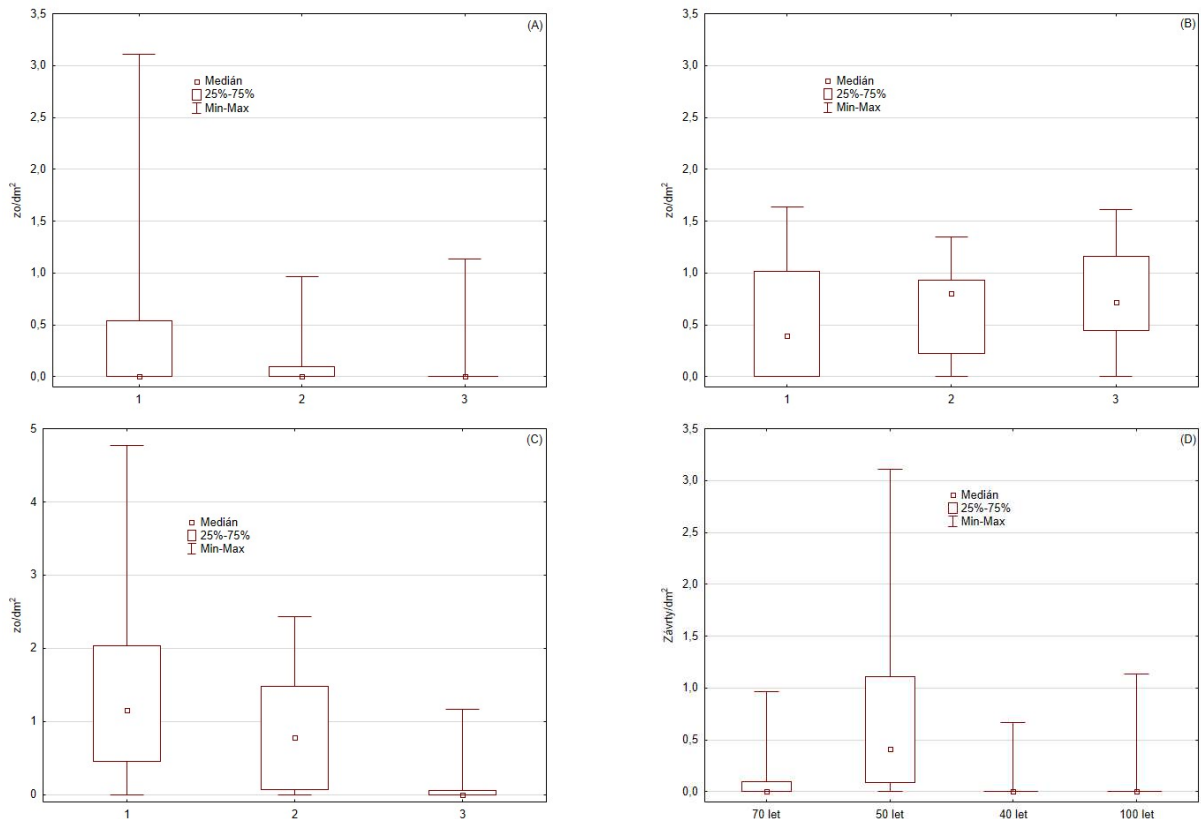 (A)
3,5
3,0
2,5
2,0
1,5
1,0
0,5
0,0
zo/dm²
Medián
25%-75%
Min-Max
1 2 3
(B)
3,5
3,0
2,5
2,0
1,5
1,0
0,5
0,0
zo/dm²
Medián
25%-75%
Min-Max
1 2 3
(C)
5
4
3
2
1
0
zo/dm²
Medián
25%-75%
Min-Max
1 2 3
(D)
3,5
3,0
2,5
2,0
1,5
1,0
0,5
0,0
Závrty/dm²
Medián
25%-75%
Min-Max
70 let 50 let 40 let 100 let